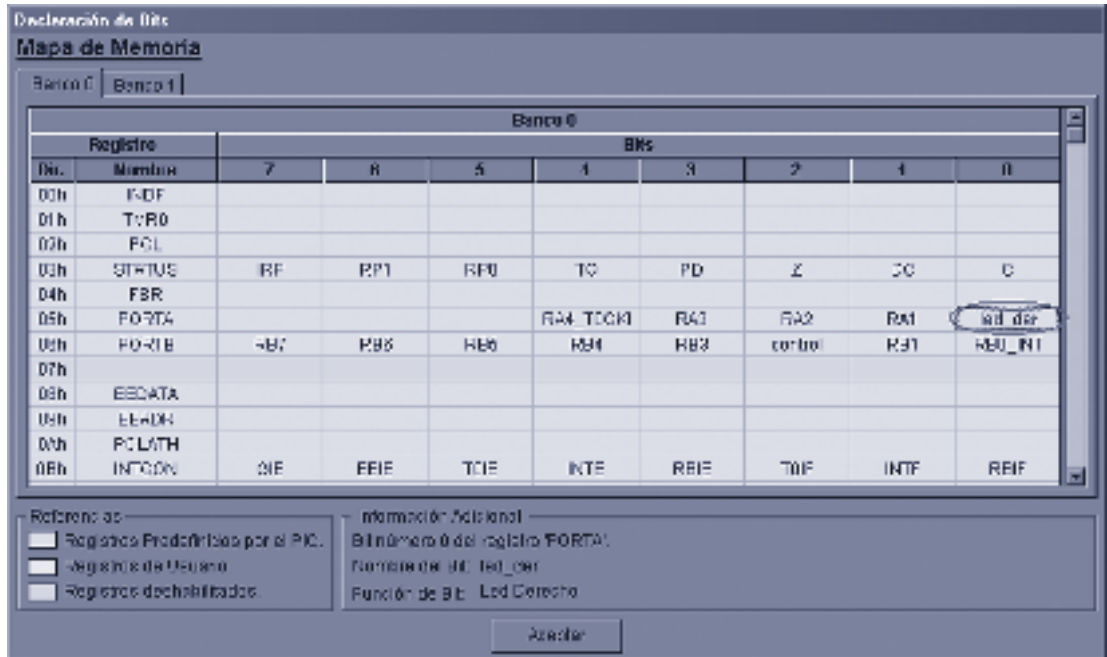 Declaración de Bits
Mapa de Memoria
Banco 0 Banco 1
Banco 0
Registro Bits
Dir. Nombre 7 6 5 4 3 2 1 0
00h INDF
01h TMR0
02h PCL
03h STATUS IRP RP1 RP0 TO PD Z DC C
04h FSR
05h PORTA RA4_TOCKI RA3 RA2 RA1 led_der
06h PORTB RB7 RB6 RB5 RB4 RB3 control RB1 RB0_INT
07h
08h EEDATA
09h EEADR
0Ah PCLATH
0Bh INTCON GIE EEIE T0IE INTE RBIE T0IF INTF RBIF
Referencias
Registros Predefinidos por el PIC.
Registros de Usuario
Registros deshabilitados.
Información Adicional
Bit número 0 del registro 'PORTA'.
Nombre del Bit: led_der
Función de Bit: Led Derecho
Aceptar